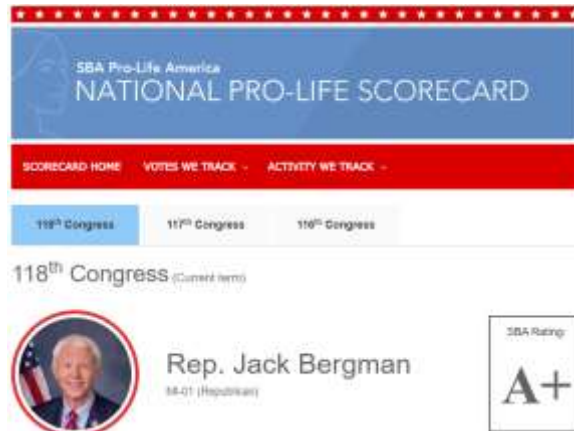 SBA Pro-Life America
NATIONAL PRO-LIFE SCORECARD
SCORECARD HOME VOTES WE TRACK ACTIVITY WE TRACK
118th Congress 117th Congress 116th Congress
118th Congress (Current term)
SBA Rating:
Rep. Jack Bergman
A+
MI-01 (Republican)